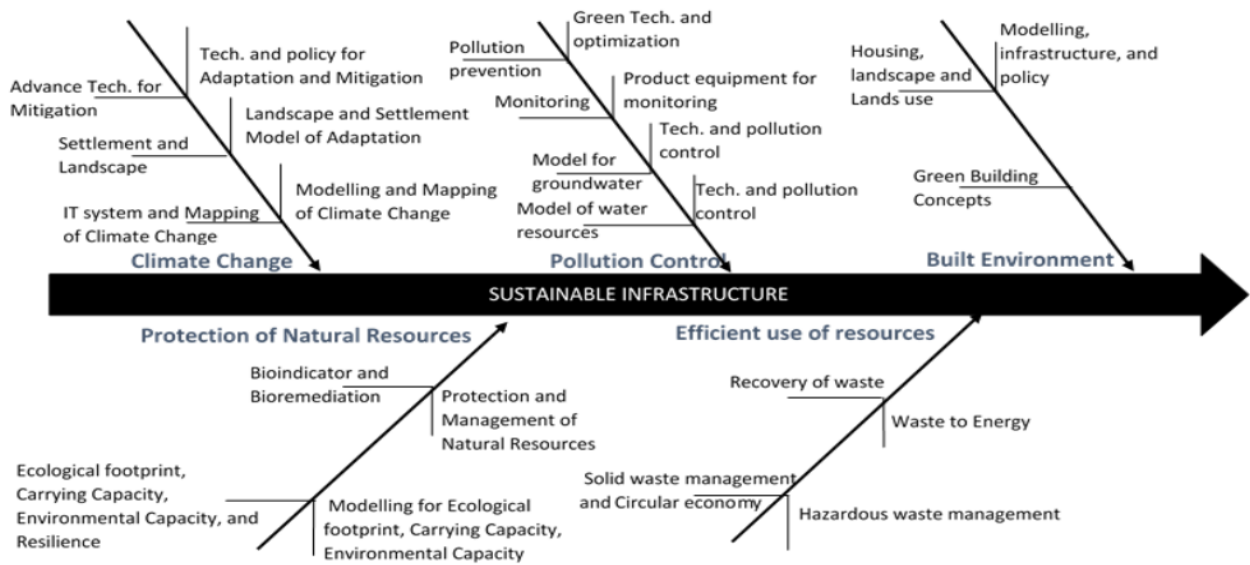 Advance Tech. for
Mitigation
Tech. and policy for
Adaptation and Mitigation
Settlement and
Landscape
Landscape and Settlement
Model of Adaptation
IT system and Mapping
of Climate Change
Modelling and Mapping
of Climate Change
Climate Change
Pollution
prevention
Green Tech. and
optimization
Monitoring
Product equipment for
monitoring
Model for
groundwater
Tech. and pollution
control
Model of water
resources
Tech. and pollution
control
Pollution Control
Housing,
landscape and
Lands use
Modelling,
infrastructure, and
policy
Green Building
Concepts
Built Environment
SUSTAINABLE INFRASTRUCTURE
Protection of Natural Resources
Bioindicator and
Bioremediation
Protection and
Management of
Natural Resources
Ecological footprint,
Carrying Capacity,
Environmental Capacity, and
Resilience
Modelling for Ecological
footprint, Carrying Capacity,
Environmental Capacity
Efficient use of resources
Recovery of waste
Waste to Energy
Solid waste management
and Circular economy
Hazardous waste management